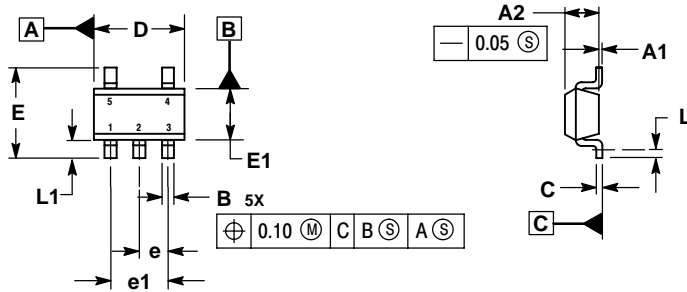 A
D
B
E
5 4
1 2 3
E1
L1
B 5X
⌖ 0.10 Ⓜ C B Ⓢ A Ⓢ
e
e1
A2
— 0.05 Ⓢ
A1
L
C
C